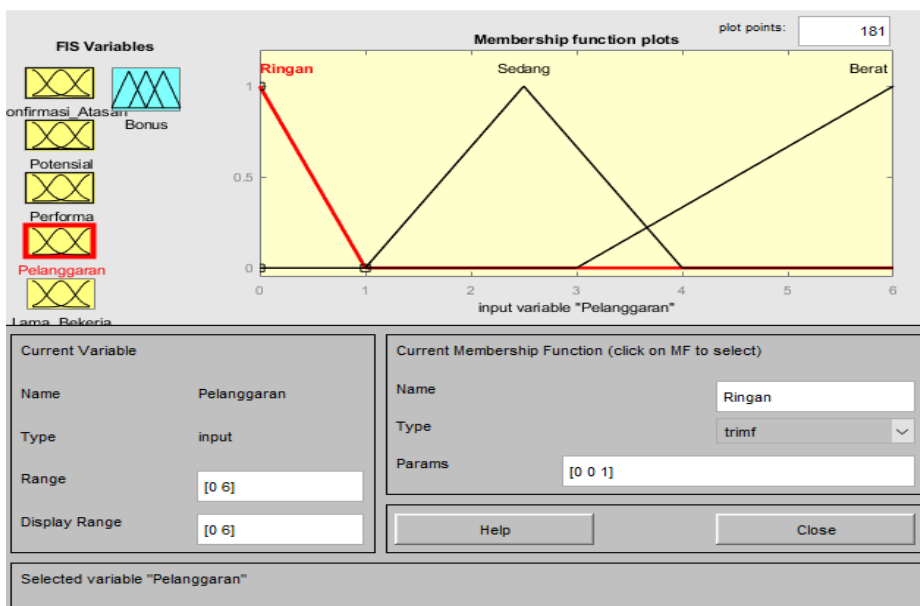 FIS Variables
onfirmasi_Atasan
Bonus
Potensial
Performa
Pelanggaran
Lama_Bekerja
Membership function plots
plot points:
181
Ringan
Sedang
Berat
1
0.5
0
0 1 2 3 4 5 6
input variable "Pelanggaran"
Current Variable
Name Pelanggaran
Type input
Range [0 6]
Display Range [0 6]
Current Membership Function (click on MF to select)
Name Ringan
Type trimf
Params [0 0 1]
Help Close
Selected variable "Pelanggaran"